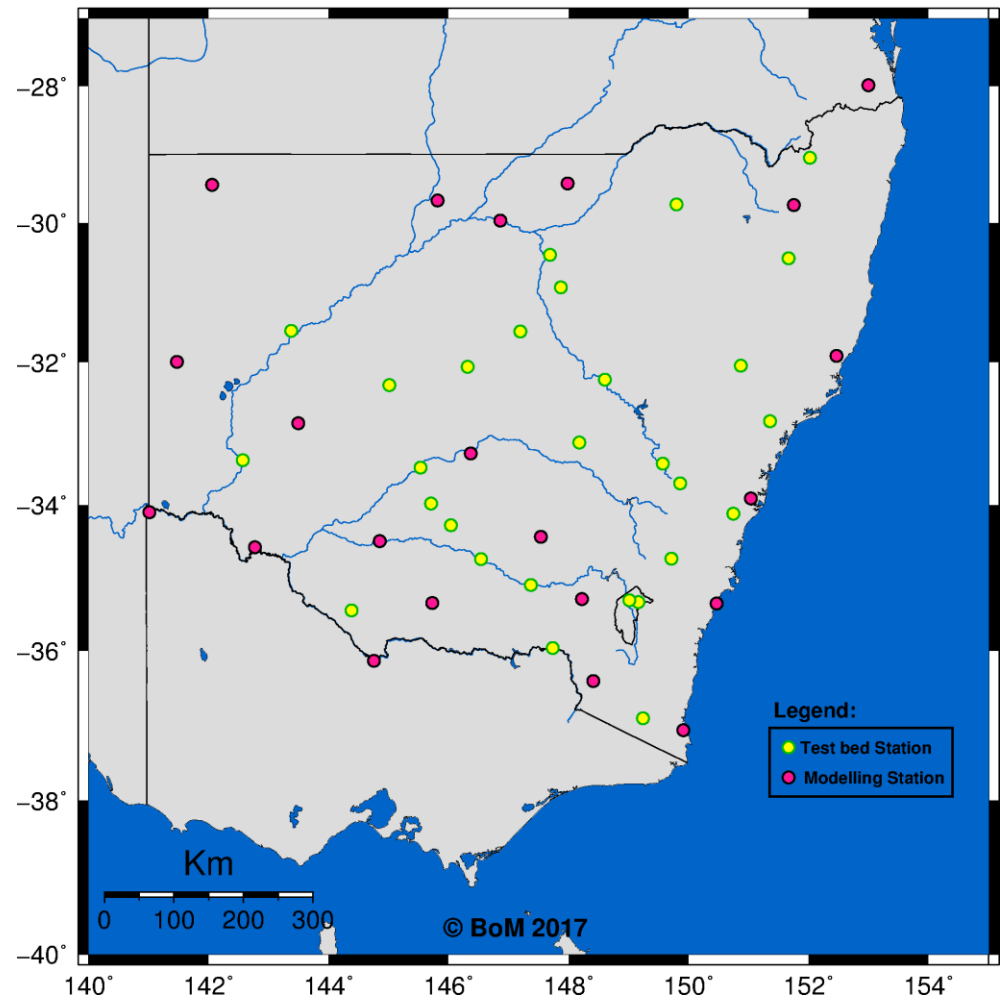 −28˚
−30˚
−32˚
−34˚
−36˚
−38˚
−40˚
Legend:
Test bed Station
Modelling Station
Km
0 100 200 300
© BoM 2017
140 142 144 146 148 150 152 154